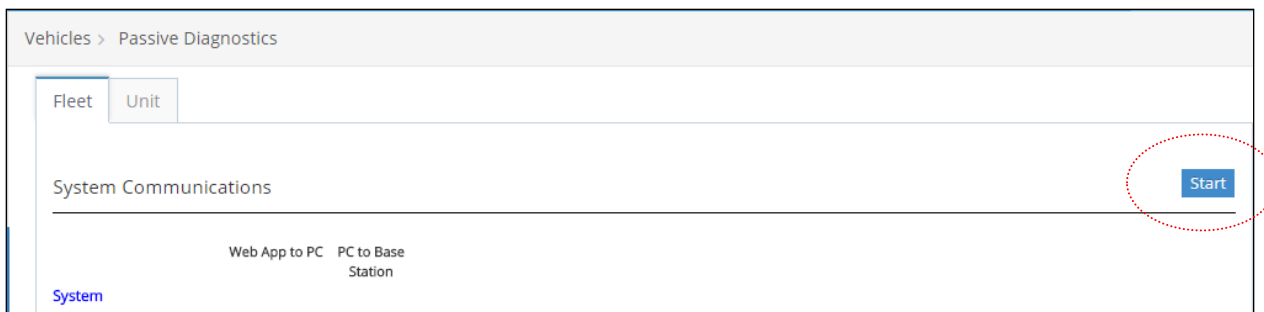 Vehicles > Passive Diagnostics
Fleet Unit
System Communications Start
Web App to PC PC to Base
Station
System